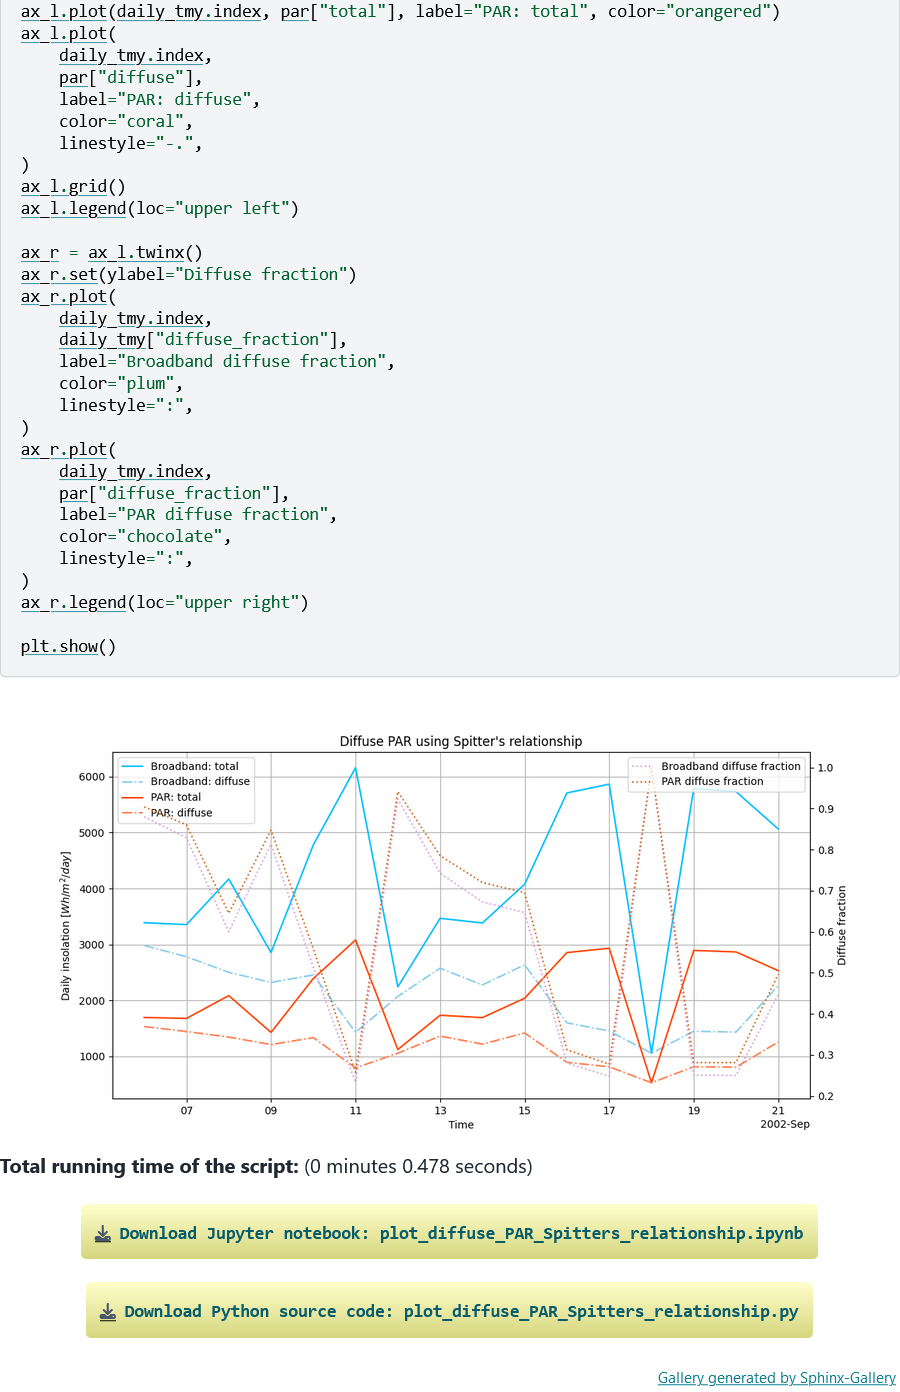 ax_l.plot(daily_tmy.index, par["total"], label="PAR: total", color="orangered")
ax_l.plot(
    daily_tmy.index,
    par["diffuse"],
    label="PAR: diffuse",
    color="coral",
    linestyle="-.",
)
ax_l.grid()
ax_l.legend(loc="upper left")

ax_r = ax_l.twinx()
ax_r.set(ylabel="Diffuse fraction")
ax_r.plot(
    daily_tmy.index,
    daily_tmy["diffuse_fraction"],
    label="Broadband diffuse fraction",
    color="plum",
    linestyle=":",
)
ax_r.plot(
    daily_tmy.index,
    par["diffuse_fraction"],
    label="PAR diffuse fraction",
    color="chocolate",
    linestyle=":",
)
ax_r.legend(loc="upper right")

plt.show()
Diffuse PAR using Spitter's relationship
Broadband: total
Broadband: diffuse
PAR: total
PAR: diffuse
Broadband diffuse fraction
PAR diffuse fraction
6000
5000
4000
3000
2000
1000
Daily insolation [Wh/m²/day]
1.0
0.9
0.8
0.7
0.6
0.5
0.4
0.3
0.2
Diffuse fraction
07 09 11 13 15 17 19 21
Time
2002-Sep
Total running time of the script: (0 minutes 0.478 seconds)
Download Jupyter notebook: plot_diffuse_PAR_Spitters_relationship.ipynb
Download Python source code: plot_diffuse_PAR_Spitters_relationship.py
Gallery generated by Sphinx-Gallery